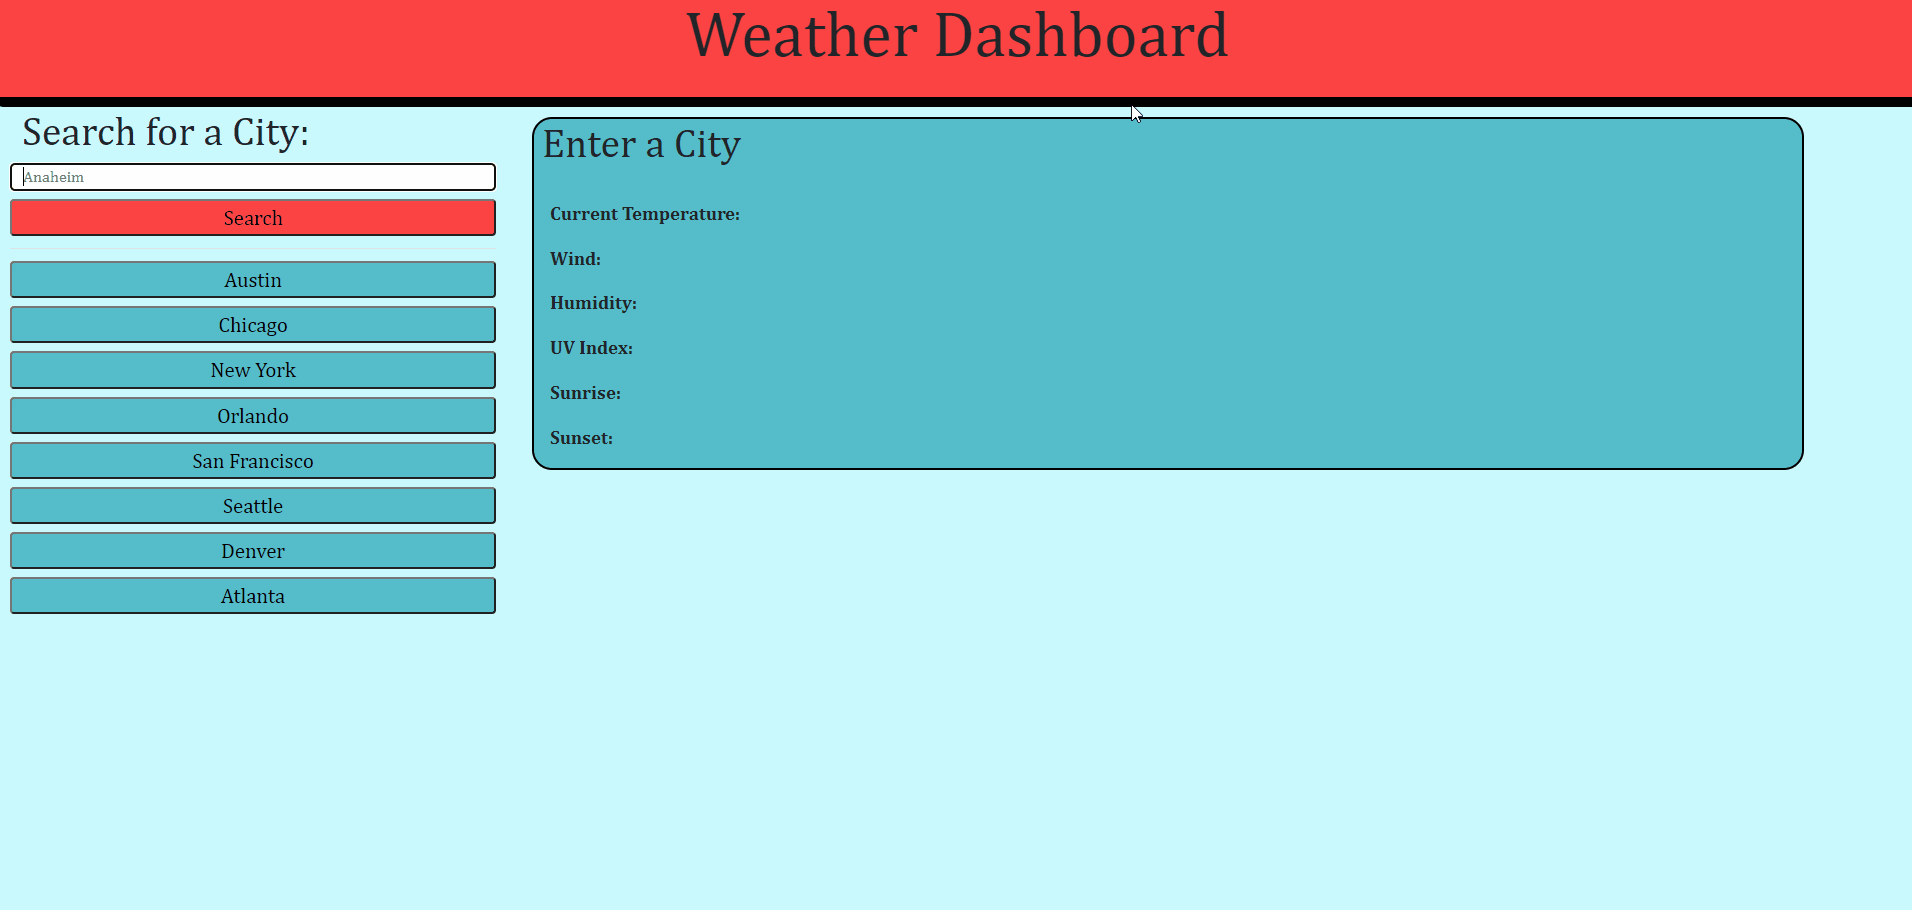 Weather Dashboard
Search for a City:
Anaheim
Search
Austin
Chicago
New York
Orlando
San Francisco
Seattle
Denver
Atlanta
Enter a City
Current Temperature:
Wind:
Humidity:
UV Index:
Sunrise:
Sunset: